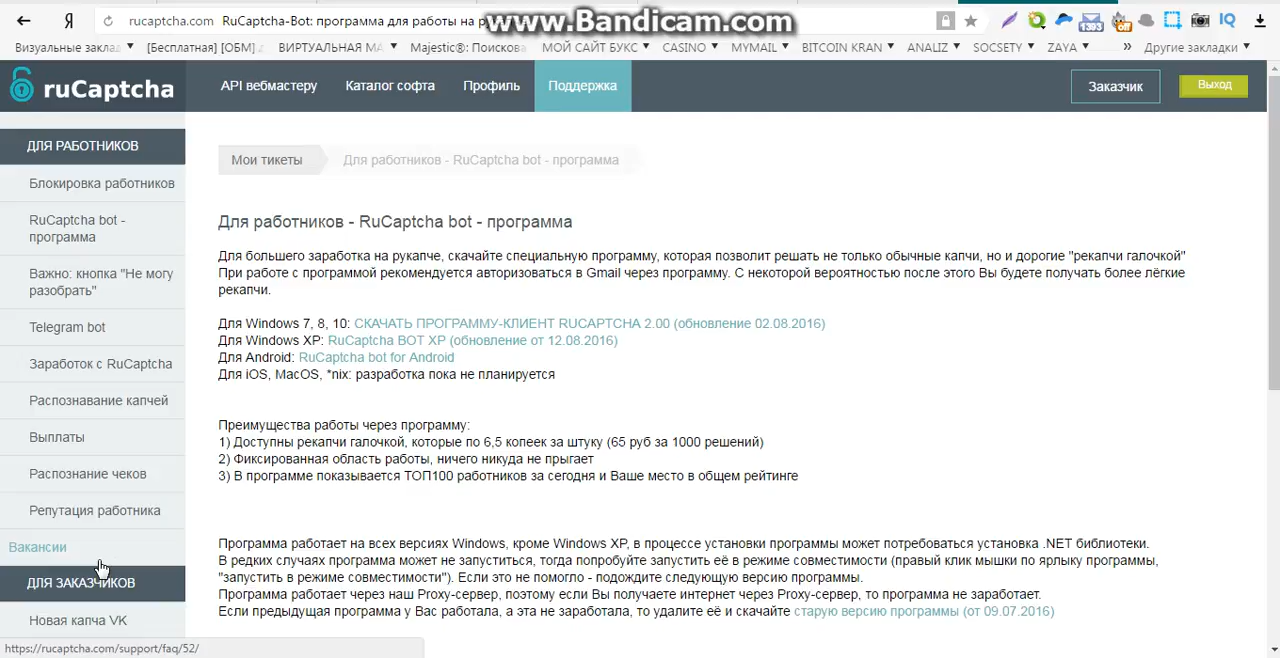 rucaptcha.com RuCaptcha-Bot: программа для работы на р
www.Bandicam.com
1393
off
IQ
Визуальные заклад
[Бесплатная] [ОБМ]
ВИРТУАЛЬНАЯ МА
Majestic®: Поискова
МОЙ САЙТ БУКС
CASINO
MYMAIL
BITCOIN KRAN
ANALIZ
SOCSETY
ZAYA
»
Другие закладки
ruCaptcha
API вебмастеру
Каталог софта
Профиль
Поддержка
Заказчик
Выход
ДЛЯ РАБОТНИКОВ
Блокировка работников
RuCaptcha bot -
программа
Важно: кнопка "Не могу
разобрать"
Telegram bot
Заработок с RuCaptcha
Распознавание капчей
Выплаты
Распознание чеков
Репутация работника
Вакансии
ДЛЯ ЗАКАЗЧИКОВ
Новая капча VK
Мои тикеты
Для работников - RuCaptcha bot - программа
Для работников - RuCaptcha bot - программа
Для большего заработка на рукапче, скачайте специальную программу, которая позволит решать не только обычные капчи, но и дорогие "рекапчи галочкой"
При работе с программой рекомендуется авторизоваться в Gmail через программу. С некоторой вероятностью после этого Вы будете получать более лёгкие
рекапчи.
Для Windows 7, 8, 10: СКАЧАТЬ ПРОГРАММУ-КЛИЕНТ RUCAPTCHA 2.00 (обновление 02.08.2016)
Для Windows XP: RuCaptcha BOT XP (обновление от 12.08.2016)
Для Android: RuCaptcha bot for Android
Для iOS, MacOS, *nix: разработка пока не планируется
Преимущества работы через программу:
1) Доступны рекапчи галочкой, которые по 6,5 копеек за штуку (65 руб за 1000 решений)
2) Фиксированная область работы, ничего никуда не прыгает
3) В программе показывается ТОП100 работников за сегодня и Ваше место в общем рейтинге
Программа работает на всех версиях Windows, кроме Windows XP, в процессе установки программы может потребоваться установка .NET библиотеки.
В редких случаях программа может не запуститься, тогда попробуйте запустить её в режиме совместимости (правый клик мышки по ярлыку программы,
"запустить в режиме совместимости"). Если это не помогло - подождите следующую версию программы.
Программа работает через наш Proxy-сервер, поэтому если Вы получаете интернет через Proxy-сервер, то программа не заработает.
Если предыдущая программа у Вас работала, а эта не заработала, то удалите её и скачайте старую версию программы (от 09.07.2016)
https://rucaptcha.com/support/faq/52/